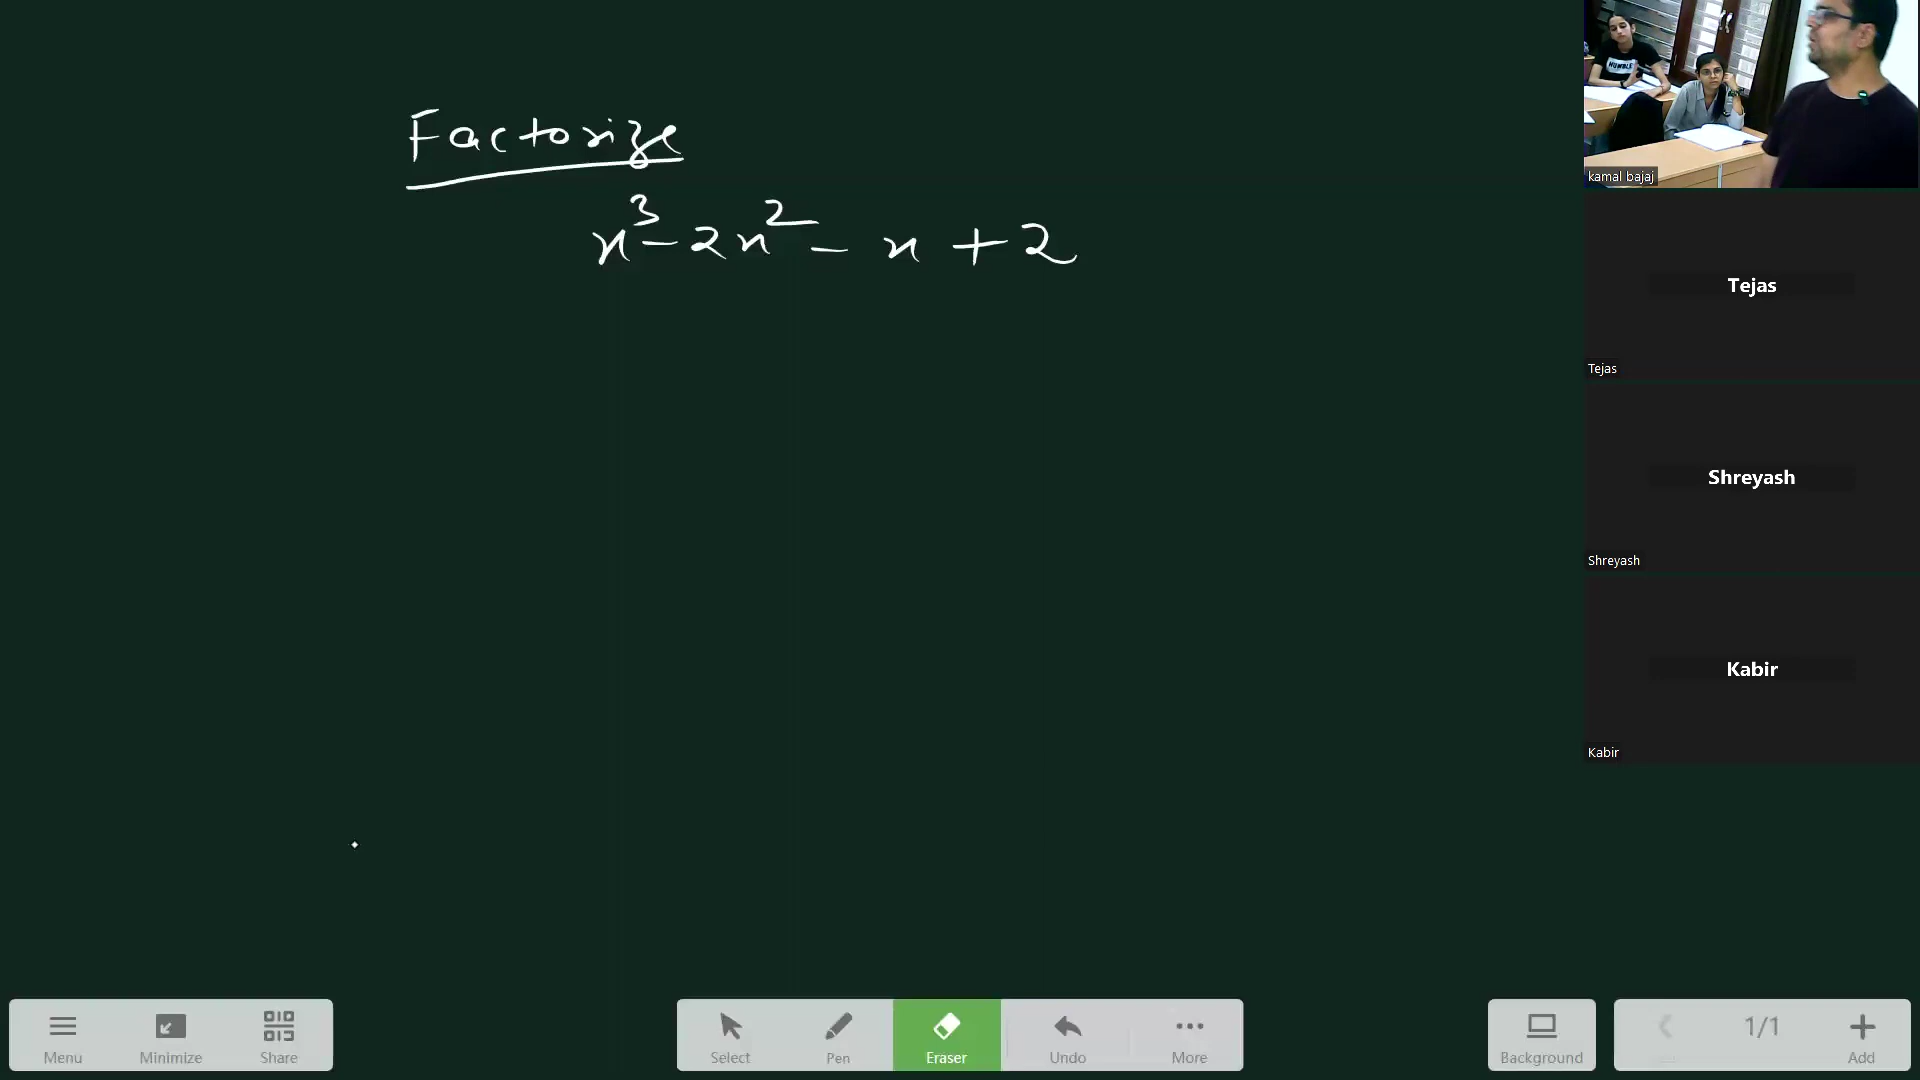 Factorize
x³ - 2x² - x + 2
HUMBLE
kamal bajaj
Tejas
Tejas
Shreyash
Shreyash
Kabir
Kabir
Menu
Minimize
Share
Select
Pen
Eraser
Undo
More
Background
1/1
Add